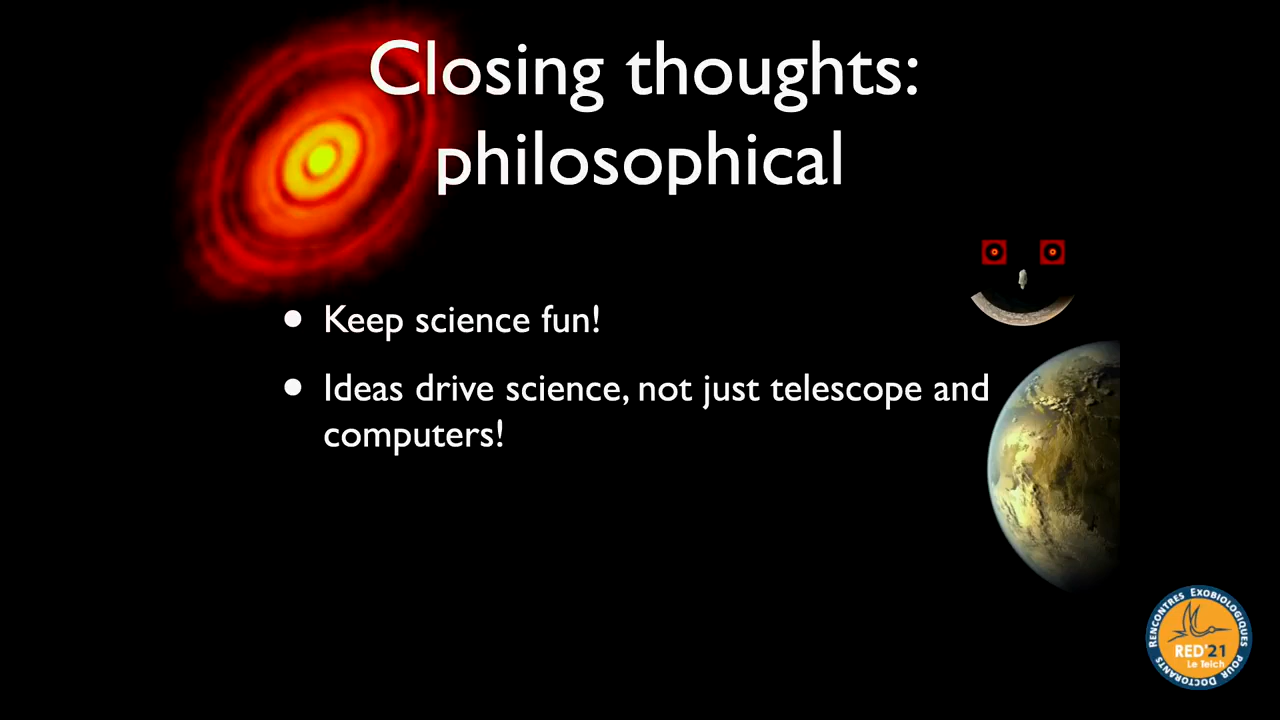 Closing thoughts:
philosophical
• Keep science fun!
• Ideas drive science, not just telescope and
computers!
RENCONTRES EXOBIOLOGIQUES POUR DOCTORANTS
RED'21
Le Teich